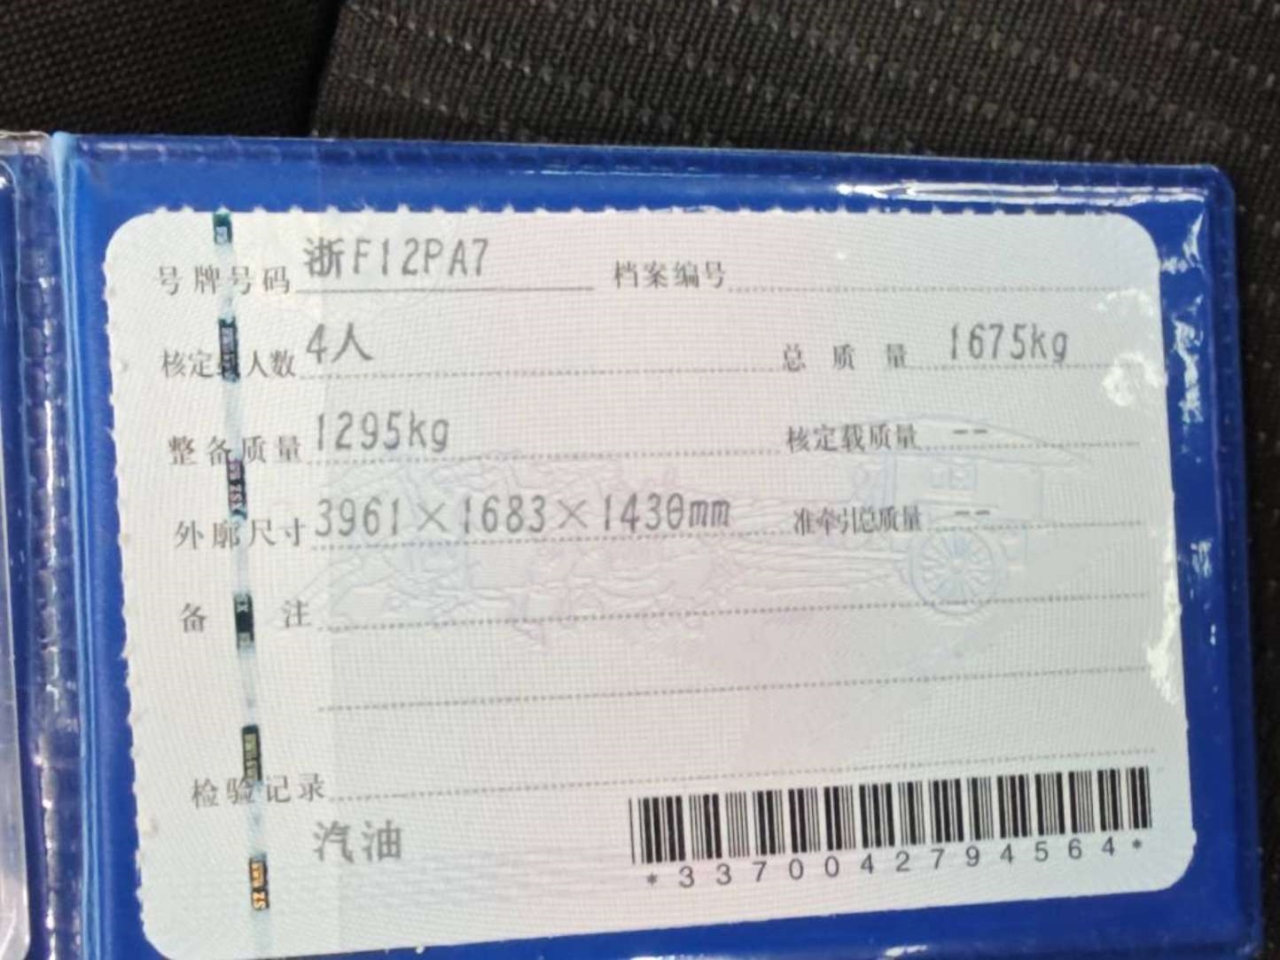 号牌号码 浙F12PA7 档案编号
核定载人数 4人 总质量 1675kg
整备质量 1295kg 核定载质量 --
外廓尺寸 3961×1683×1430mm 准牵引总质量 --
备注
检验记录
汽油
*3370042794564*